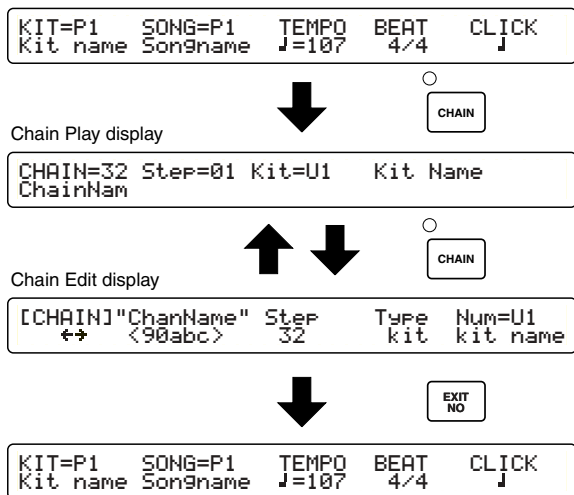 KIT=P1 SONG=P1 TEMPO BEAT CLICK
Kit name Songname ♩=107 4/4 ♩
CHAIN
Chain Play display
CHAIN=32 Step=01 Kit=U1 Kit Name
ChainNam
CHAIN
Chain Edit display
[CHAIN]"ChanName" Step Type Num=U1
↔ <90abc> 32 kit kit name
EXIT
NO
KIT=P1 SONG=P1 TEMPO BEAT CLICK
Kit name Songname ♩=107 4/4 ♩